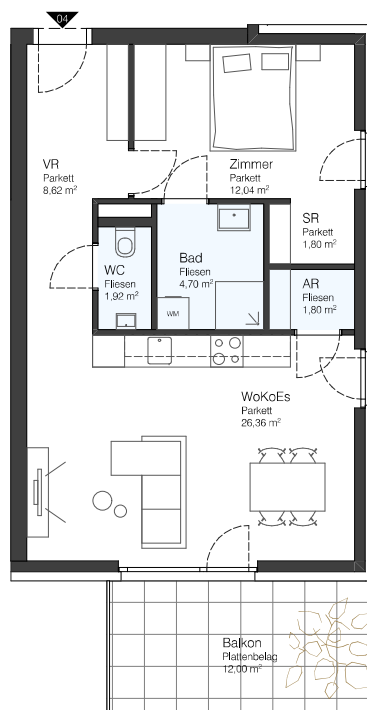 04
VR
Parkett
8,62 m²
Zimmer
Parkett
12,04 m²
SR
Parkett
1,80 m²
WC
Fliesen
1,92 m²
Bad
Fliesen
4,70 m²
WM
AR
Fliesen
1,80 m²
WoKoEs
Parkett
26,36 m²
Balkon
Plattenbelag
12,00 m²